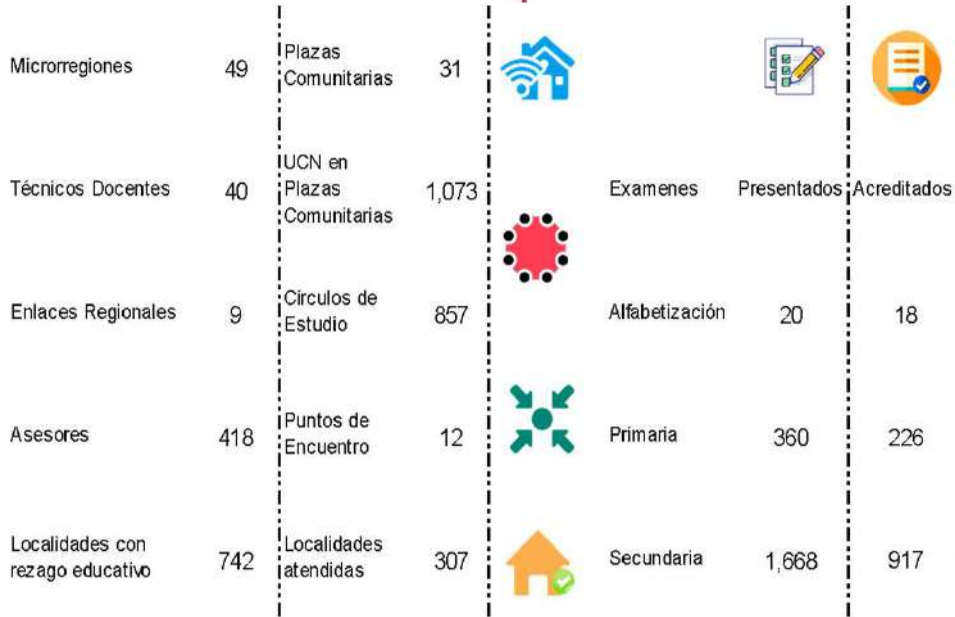 Microrregiones 49 Plazas
Comunitarias 31
Técnicos Docentes 40 UCN en
Plazas
Comunitarias 1,073 Examenes Presentados Acreditados
Enlaces Regionales 9 Circulos de
Estudio 857 Alfabetización 20 18
Asesores 418 Puntos de
Encuentro 12 Primaria 360 226
Localidades con
rezago educativo 742 Localidades
atendidas 307 Secundaria 1,668 917